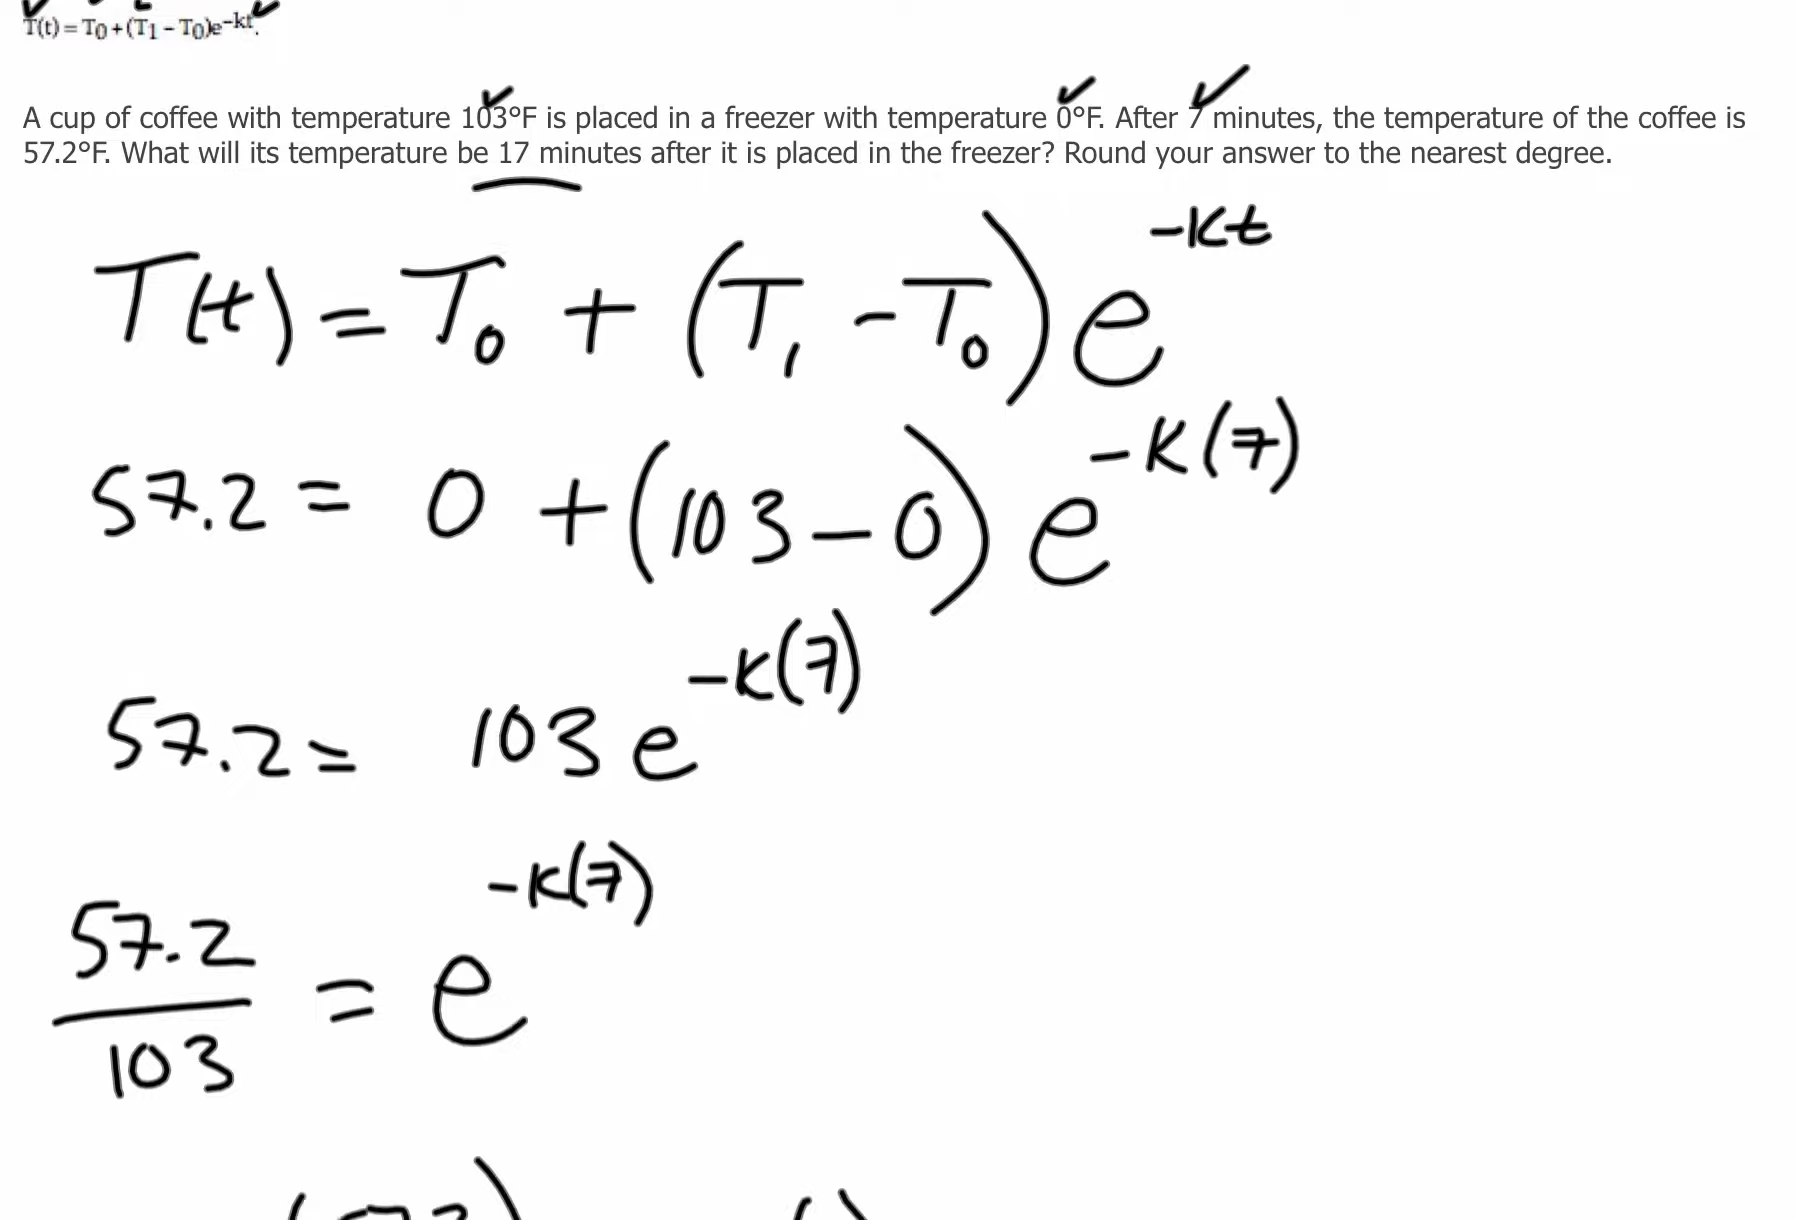 T(t) = T₀ + (T₁ – T₀)e^–kt.
A cup of coffee with temperature 103°F is placed in a freezer with temperature 0°F. After 7 minutes, the temperature of the coffee is
57.2°F. What will its temperature be 17 minutes after it is placed in the freezer? Round your answer to the nearest degree.
T(t) = T₀ + (T₁ – T₀) e^–kt
57.2 = 0 + (103 – 0) e^–k(7)
57.2 = 103 e^–k(7)
57.2/103 = e^–k(7)